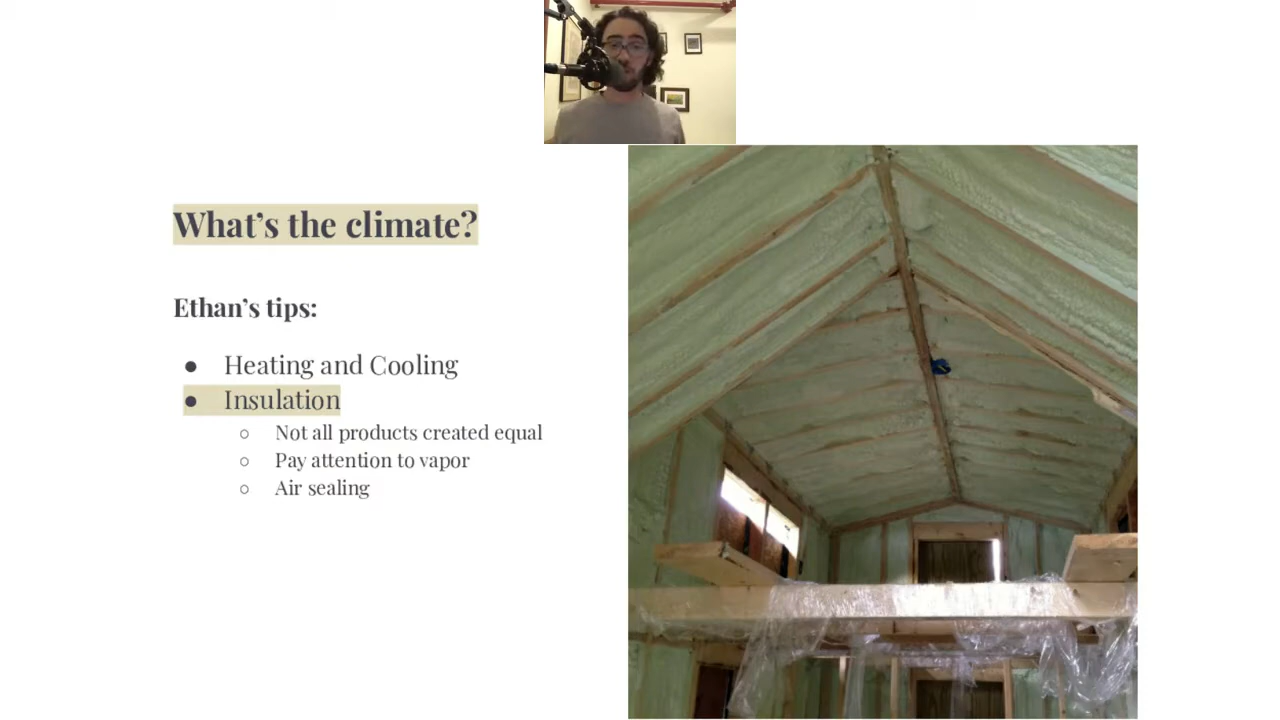 What's the climate?
Ethan's tips:
● Heating and Cooling
● Insulation
○ Not all products created equal
○ Pay attention to vapor
○ Air sealing